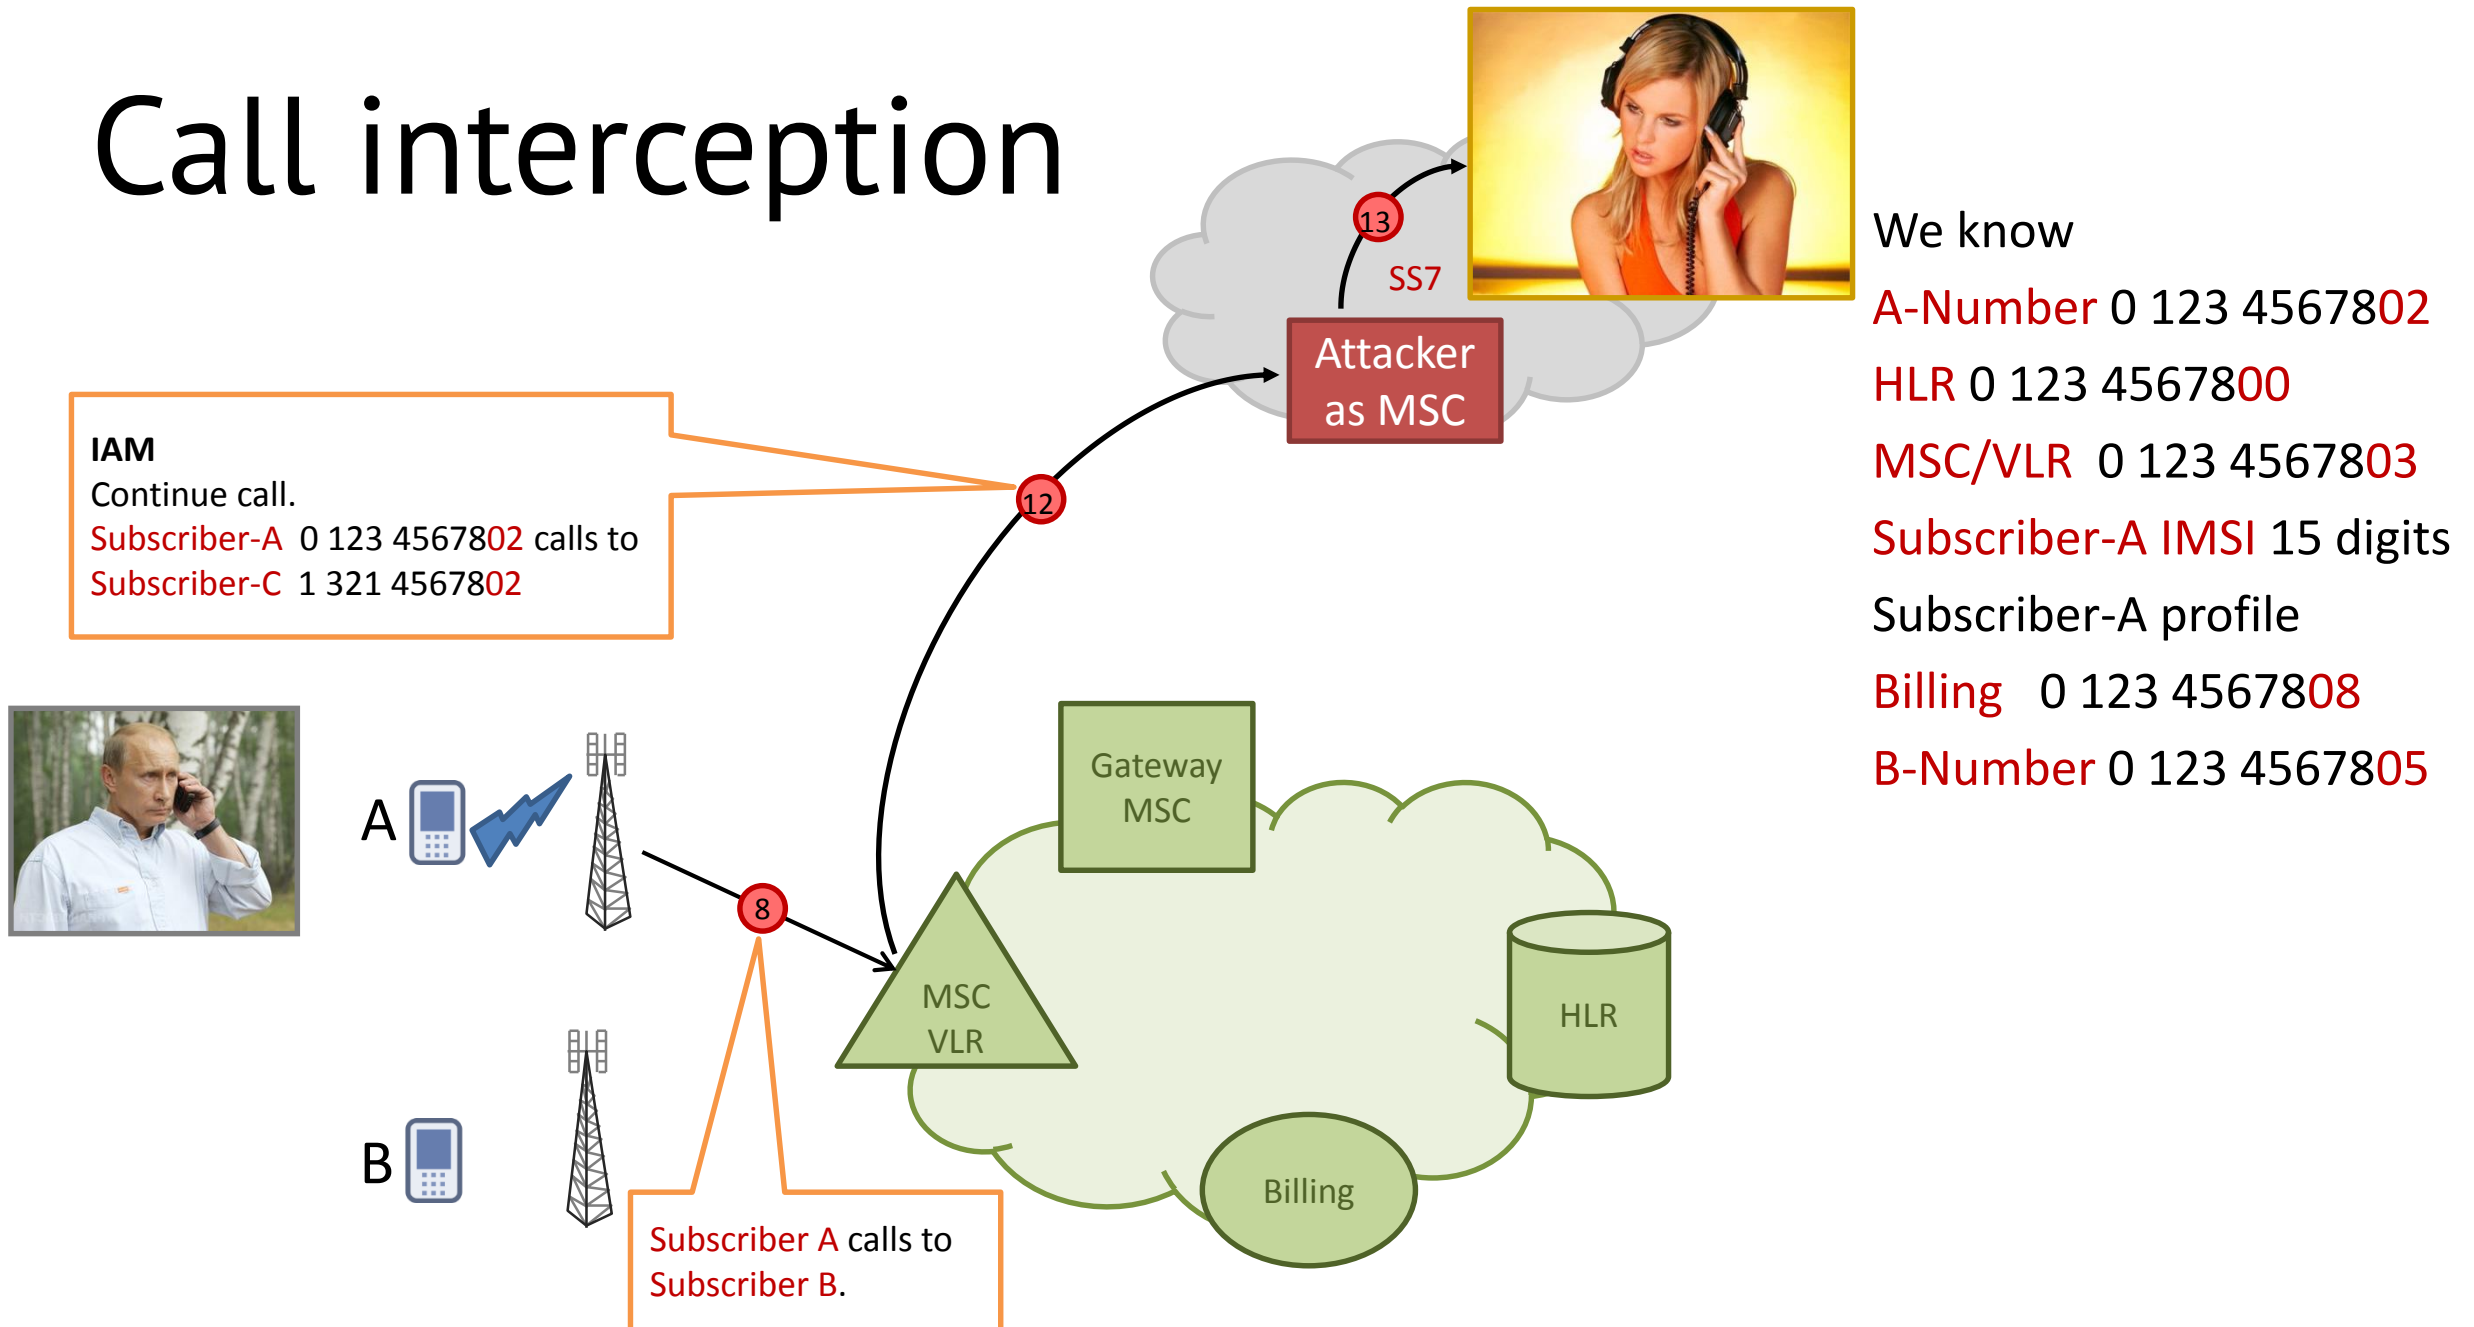 Call interception
13
SS7
Attacker
as MSC
We know
A-Number 0 123 4567802
HLR 0 123 4567800
MSC/VLR 0 123 4567803
Subscriber-A IMSI 15 digits
Subscriber-A profile
Billing 0 123 4567808
B-Number 0 123 4567805
IAM
Continue call.
Subscriber-A 0 123 4567802 calls to
Subscriber-C 1 321 4567802
12
Gateway
MSC
A
8
MSC
VLR
HLR
B
Billing
Subscriber A calls to
Subscriber B.